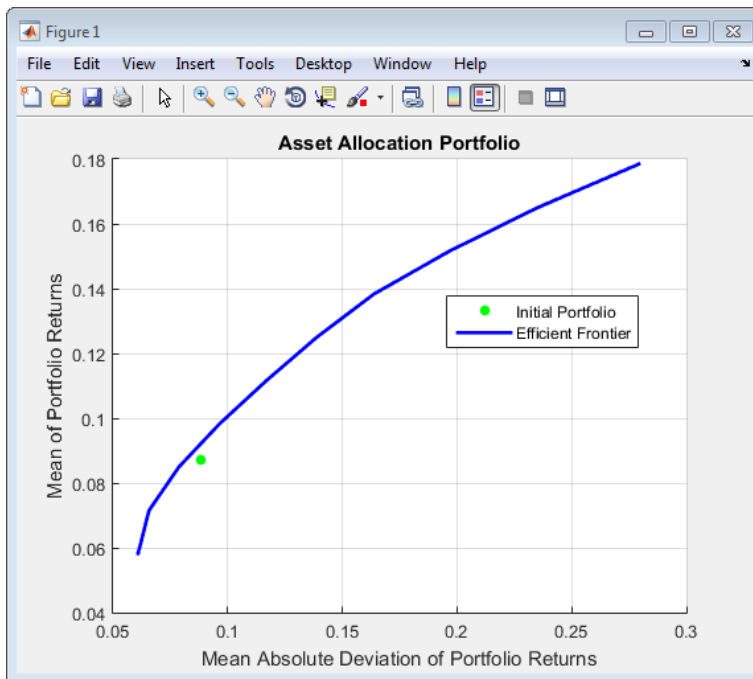 Figure 1
File Edit View Insert Tools Desktop Window Help
Asset Allocation Portfolio
0.18
0.16
0.14
0.12
0.1
0.08
0.06
0.04
Mean of Portfolio Returns
Initial Portfolio
Efficient Frontier
0.05 0.1 0.15 0.2 0.25 0.3
Mean Absolute Deviation of Portfolio Returns